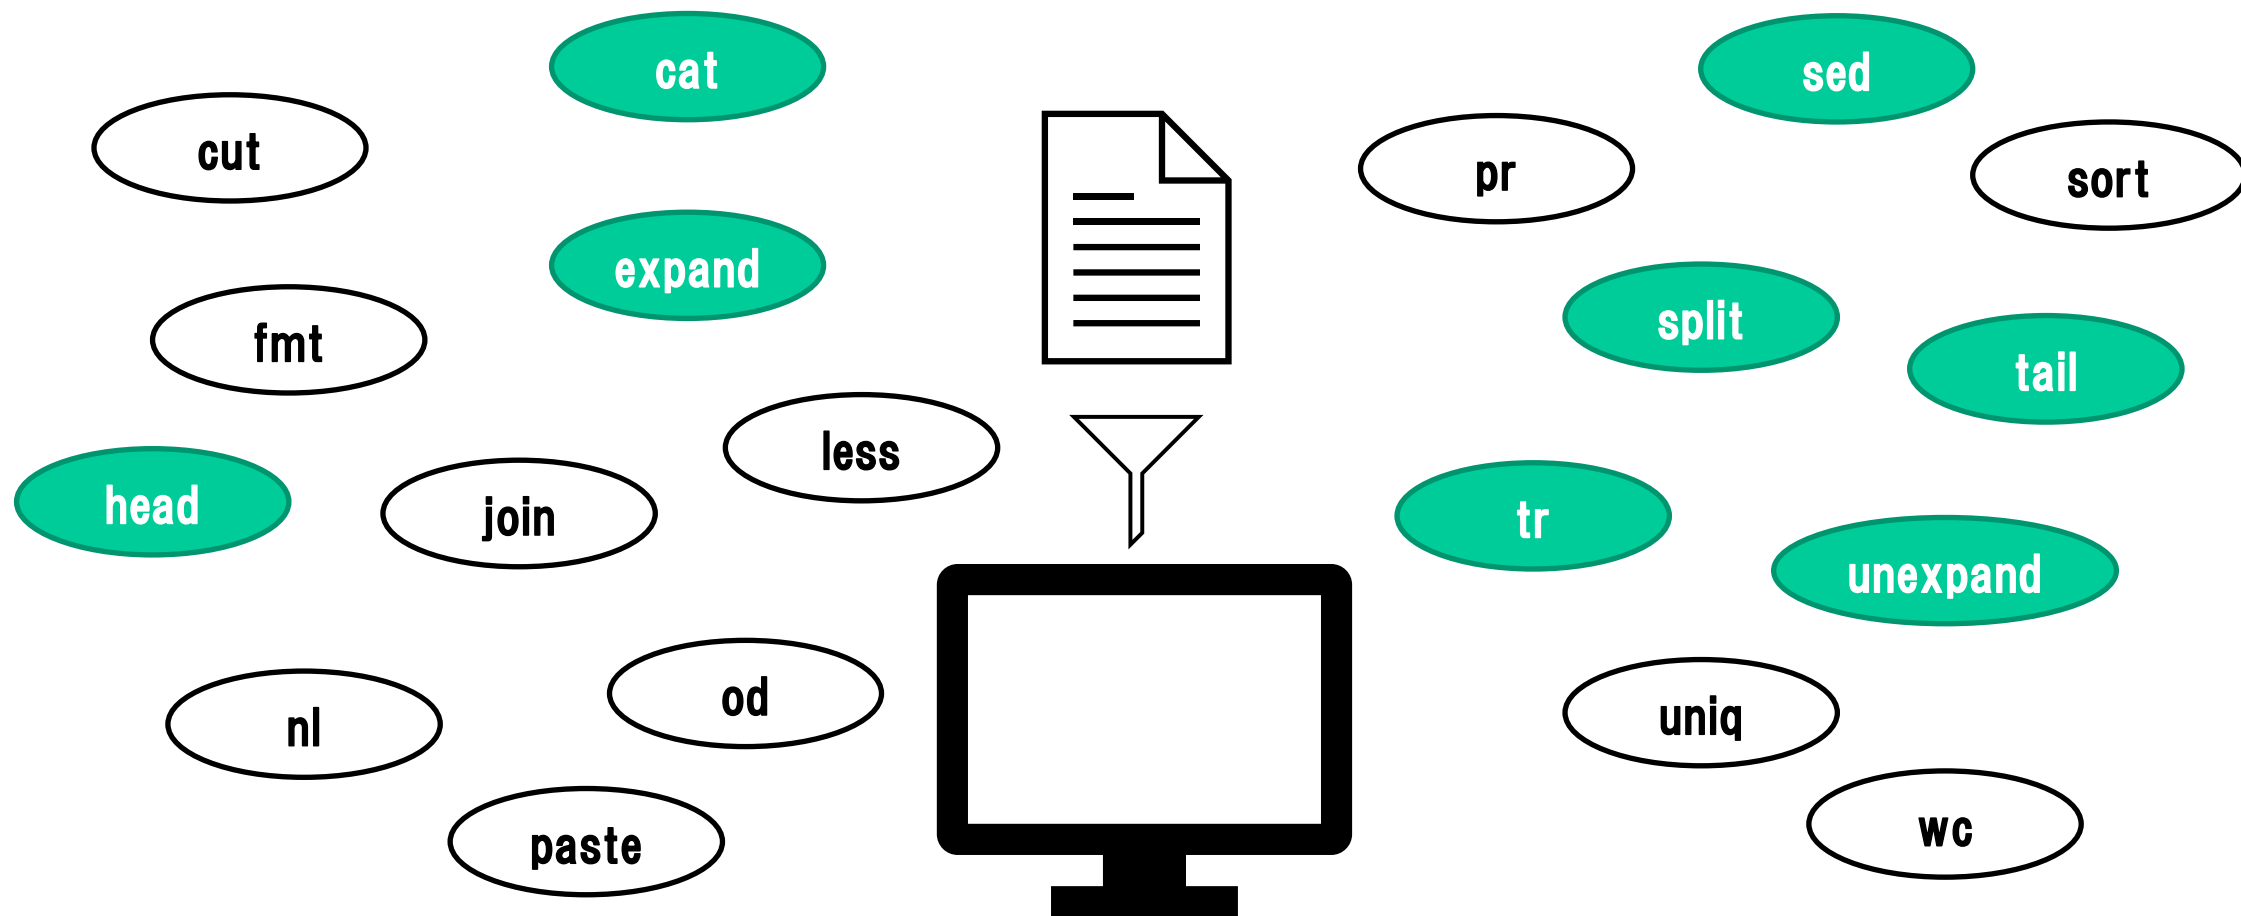 cat
cut
expand
fmt
less
head
join
od
nl
paste
sed
pr
sort
split
tail
tr
unexpand
uniq
wc